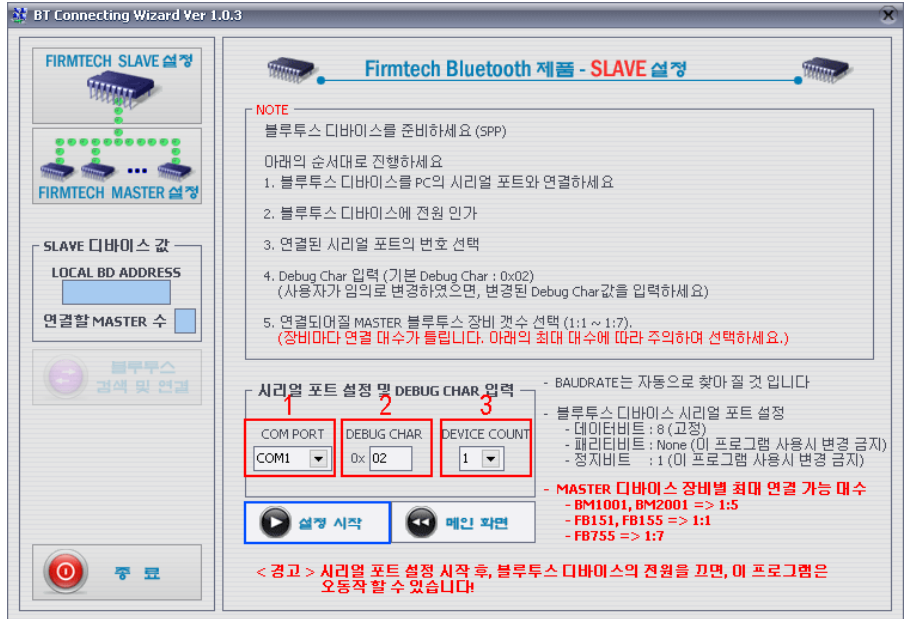 BT Connecting Wizard Ver 1.0.3
FIRMTECH SLAVE 설정
FIRMTECH MASTER 설정
SLAVE 디바이스 값
LOCAL BD ADDRESS
연결할 MASTER 수
블루투스
검색 및 연결
종 료
Firmtech Bluetooth 제품 - SLAVE 설정
NOTE
블루투스 디바이스를 준비하세요 (SPP)
아래의 순서대로 진행하세요
1. 블루투스 디바이스를 PC의 시리얼 포트와 연결하세요
2. 블루투스 디바이스에 전원 인가
3. 연결된 시리얼 포트의 번호 선택
4. Debug Char 입력 (기본 Debug Char : 0x02)
(사용자가 임의로 변경하였으면, 변경된 Debug Char값을 입력하세요)
5. 연결되어질 MASTER 블루투스 장비 갯수 선택 (1:1 ~ 1:7).
(장비마다 연결 대수가 틀립니다. 아래의 최대 대수에 따라 주의하여 선택하세요.)
시리얼 포트 설정 및 DEBUG CHAR 입력
1 2 3
COM PORT DEBUG CHAR DEVICE COUNT
COM1 0x 02 1
설정 시작 메인 화면
- BAUDRATE는 자동으로 찾아 질 것 입니다
- 블루투스 디바이스 시리얼 포트 설정
- 데이터비트 : 8 (고정)
- 패리티비트 : None (이 프로그램 사용시 변경 금지)
- 정지비트 : 1 (이 프로그램 사용시 변경 금지)
- MASTER 디바이스 장비별 최대 연결 가능 대수
- BM1001, BM2001 => 1:5
- FB151, FB155 => 1:1
- FB755 => 1:7
< 경고 > 시리얼 포트 설정 시작 후, 블루투스 디바이스의 전원을 끄면, 이 프로그램은
오동작 할 수 있습니다!